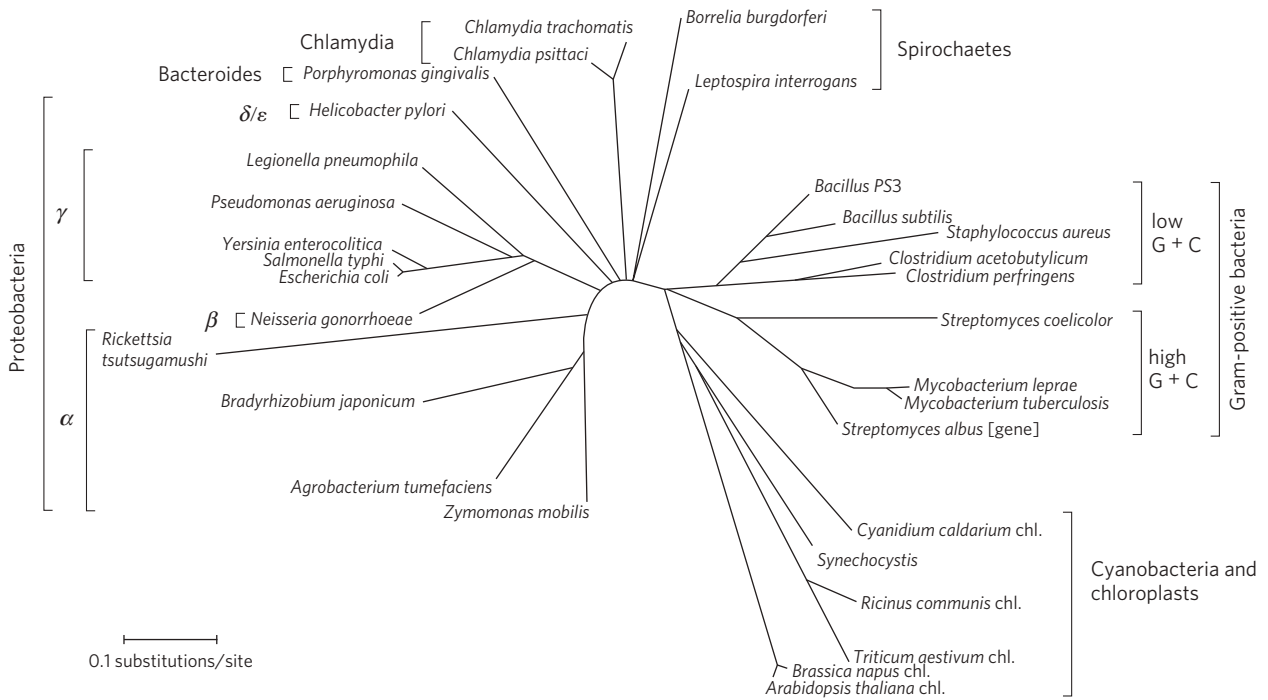 Chlamydia trachomatis
Borrelia burgdorferi
Chlamydia
Chlamydia psittaci
Spirochaetes
Bacteroides
Porphyromonas gingivalis
Leptospira interrogans
δ/ε
Helicobacter pylori
Legionella pneumophila
Pseudomonas aeruginosa
γ
Yersinia enterocolitica
Salmonella typhi
Escherichia coli
β
Neisseria gonorrhoeae
Proteobacteria
Rickettsia
tsutsugamushi
Bradyrhizobium japonicum
α
Agrobacterium tumefaciens
Zymomonas mobilis
Bacillus PS3
Bacillus subtilis
Staphylococcus aureus
Clostridium acetobutylicum
Clostridium perfringens
low
G + C
Streptomyces coelicolor
Mycobacterium leprae
Mycobacterium tuberculosis
Streptomyces albus [gene]
high
G + C
Gram-positive bacteria
Cyanidium caldarium chl.
Synechocystis
Ricinus communis chl.
Triticum aestivum chl.
Brassica napus chl.
Arabidopsis thaliana chl.
Cyanobacteria and
chloroplasts
0.1 substitutions/site